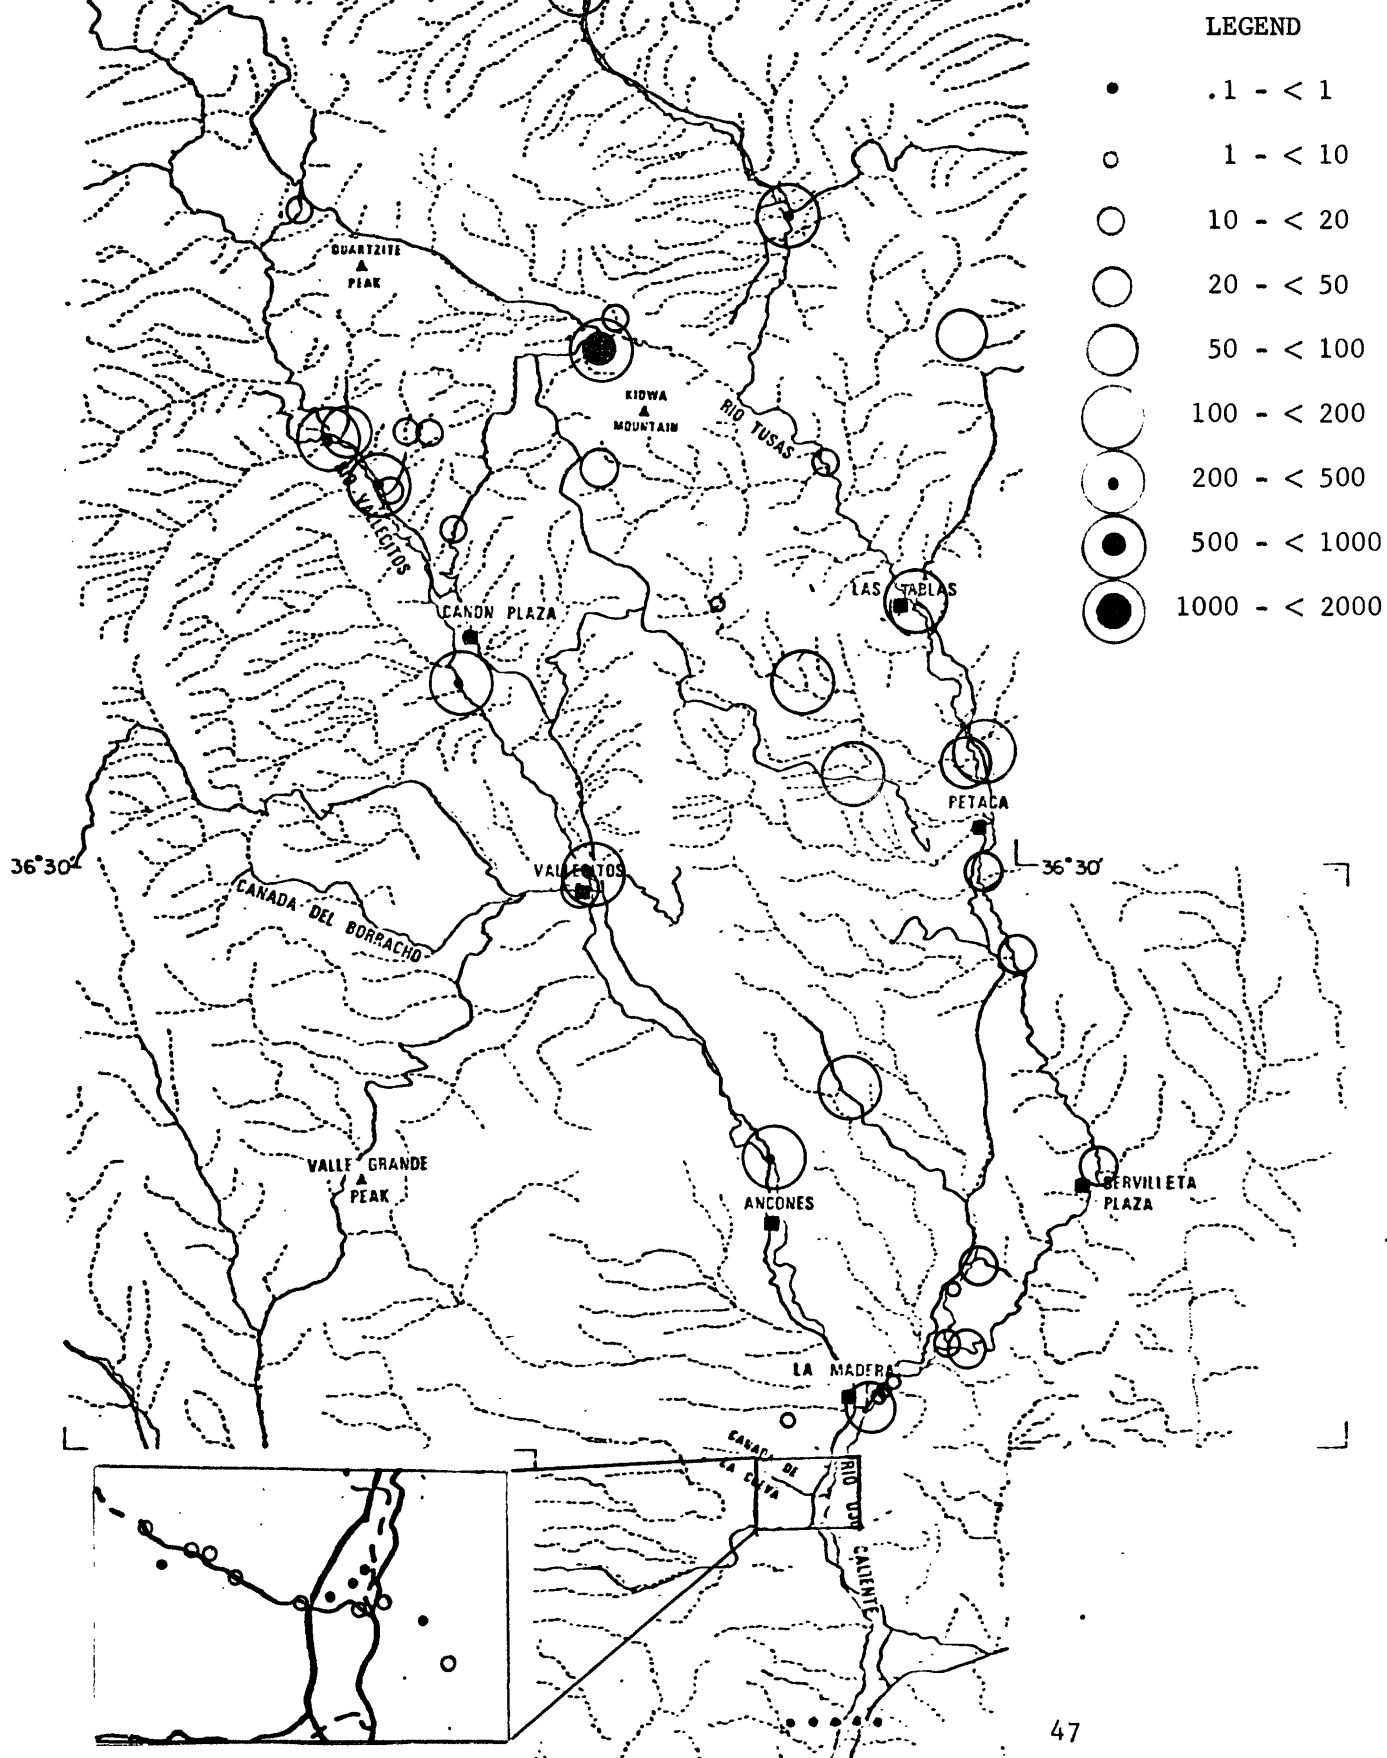 LEGEND
.1 - < 1
1 - < 10
10 - < 20
20 - < 50
50 - < 100
100 - < 200
200 - < 500
500 - < 1000
1000 - < 2000
QUARTZITE
PEAK
KIOWA
MOUNTAIN
RIO TUSAS
RIO VALLECITOS
LAS TABLAS
CANON PLAZA
PETACA
36°30'
36°30'
VALLECITOS
CANADA DEL BORRACHO
VALLE GRANDE
PEAK
ANCONES
SERVILLETA
PLAZA
LA MADERA
CANADA DE
LA CUEVA
RIO OJO CALIENTE
47